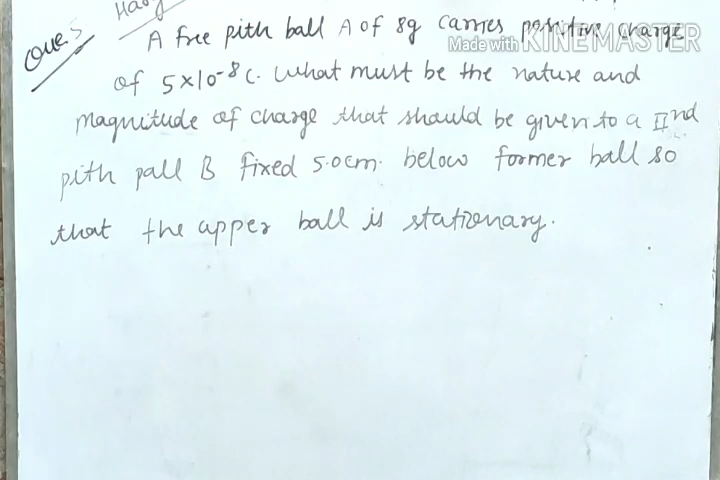 Que. 5
A free pith ball A of 8g carries positive charge
Made with KINEMASTER
of 5×10⁻⁸C. What must be the nature and
magnitude of charge that should be given to a IInd
pith pall B fixed 5.0cm. below former ball so
that the upper ball is stationary.